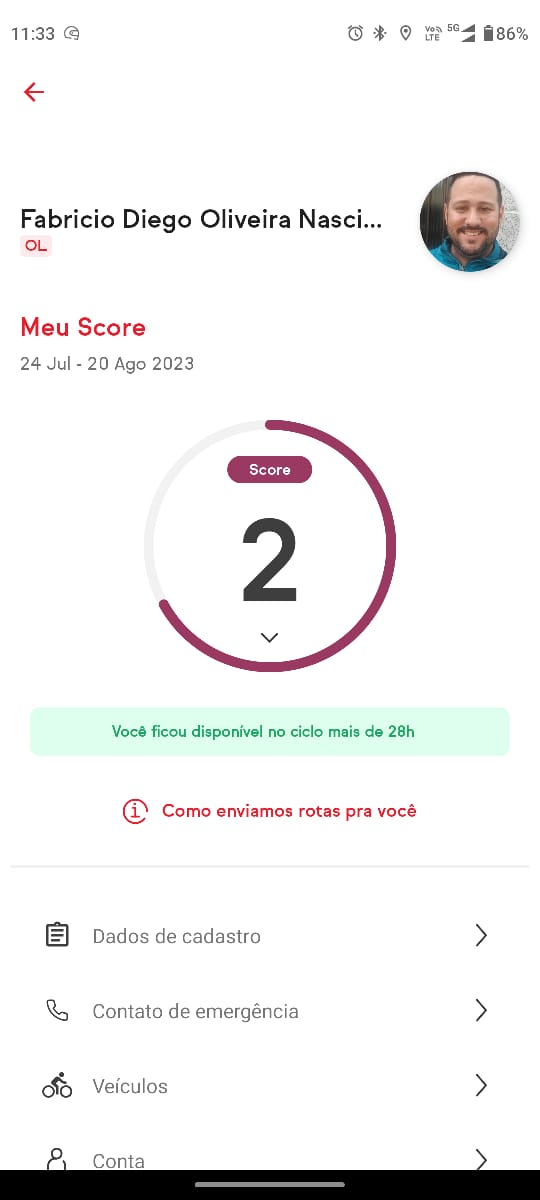 11:33
Vo))
LTE
5G
86%
Fabricio Diego Oliveira Nasci...
OL
Meu Score
24 Jul - 20 Ago 2023
Score
2
Você ficou disponível no ciclo mais de 28h
Como enviamos rotas pra você
Dados de cadastro
Contato de emergência
Veículos
Conta